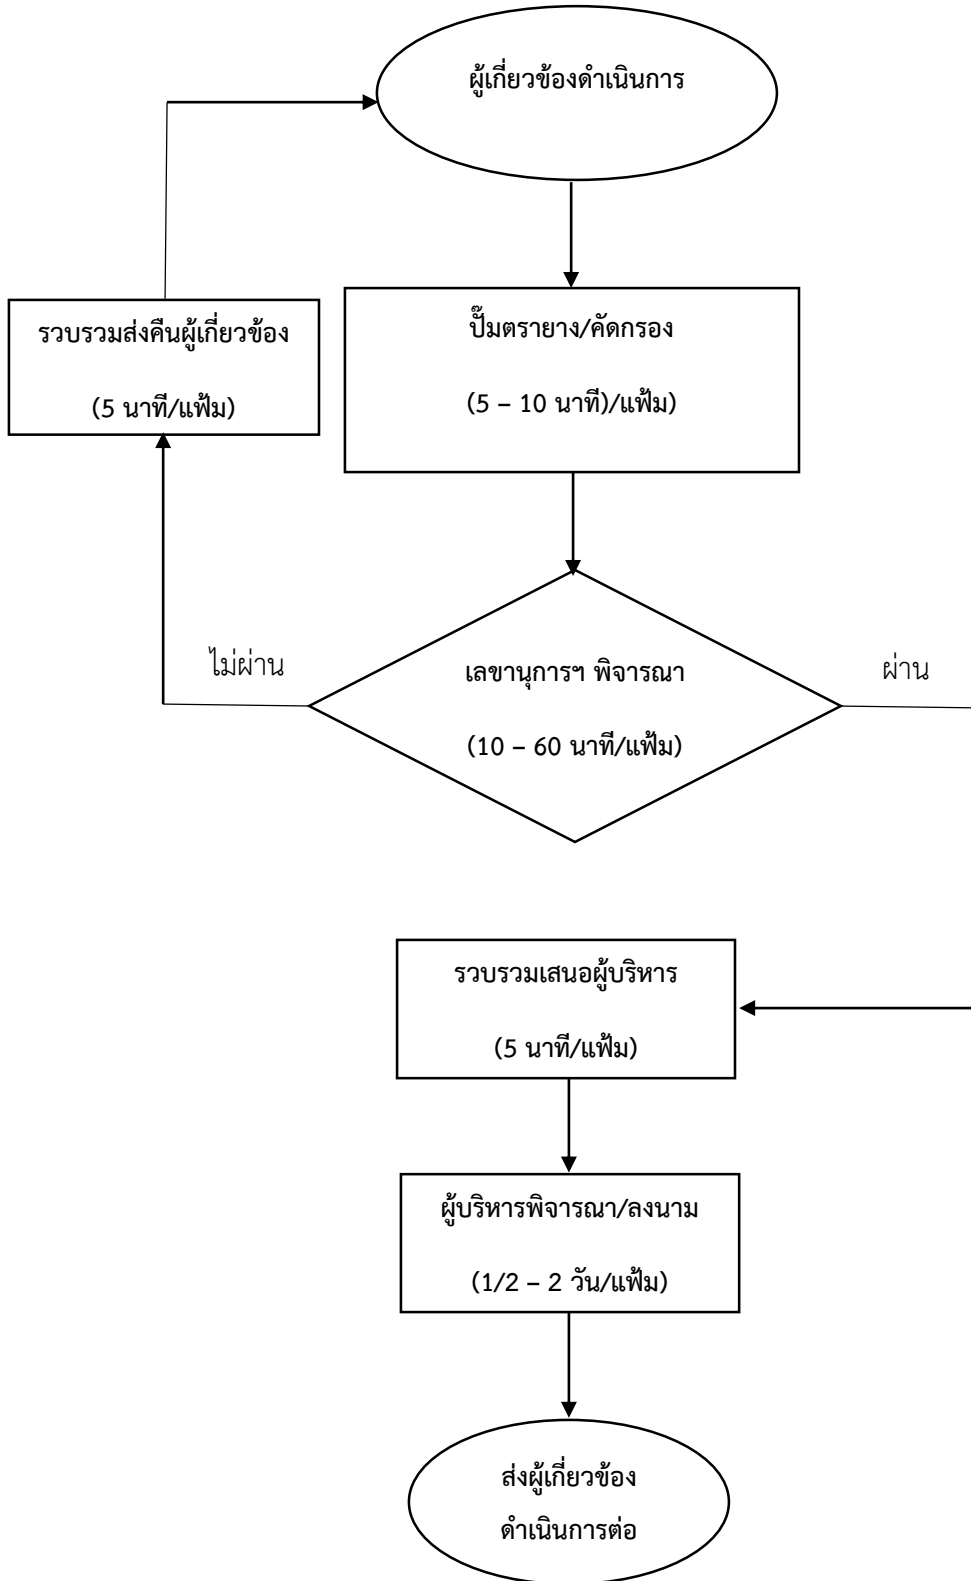 ผู้เกี่ยวข้องดำเนินการ
รวบรวมส่งคืนผู้เกี่ยวข้อง
(5 นาที/แฟ้ม)
ปั๊มตรายาง/คัดกรอง
(5 – 10 นาที)/แฟ้ม)
ไม่ผ่าน
เลขานุการฯ พิจารณา
(10 – 60 นาที/แฟ้ม)
ผ่าน
รวบรวมเสนอผู้บริหาร
(5 นาที/แฟ้ม)
ผู้บริหารพิจารณา/ลงนาม
(1/2 – 2 วัน/แฟ้ม)
ส่งผู้เกี่ยวข้อง
ดำเนินการต่อ